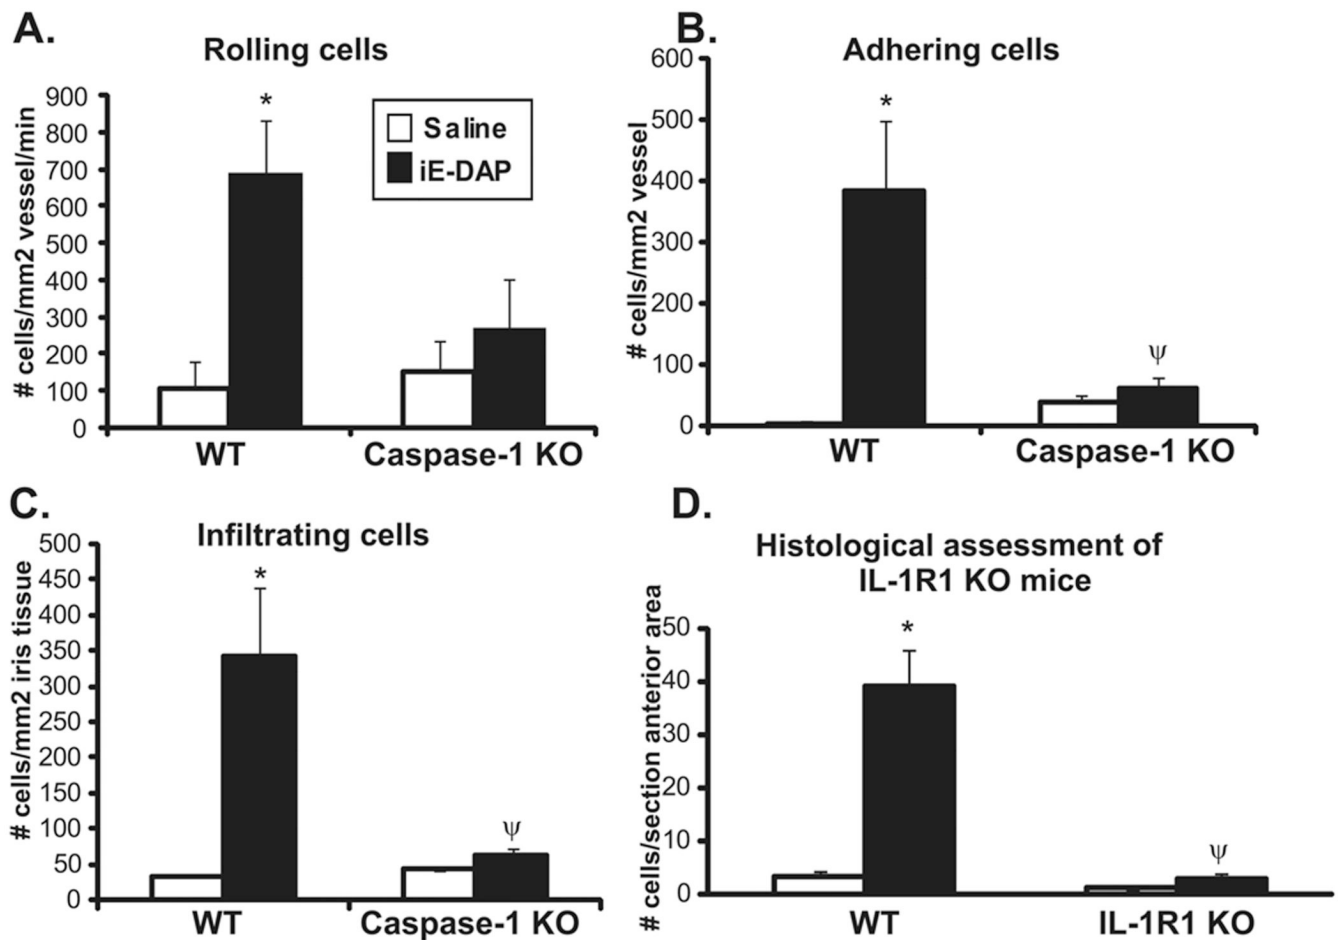 A.
Rolling cells
# cells/mm2 vessel/min
900
800
700
600
500
400
300
200
100
0
*
Saline
iE-DAP
WT
Caspase-1 KO
B.
Adhering cells
# cells/mm2 vessel
600
500
400
300
200
100
0
*
ψ
WT
Caspase-1 KO
C.
Infiltrating cells
# cells/mm2 iris tissue
500
450
400
350
300
250
200
150
100
50
0
*
ψ
WT
Caspase-1 KO
D.
Histological assessment of
IL-1R1 KO mice
# cells/section anterior area
50
40
30
20
10
0
*
ψ
WT
IL-1R1 KO